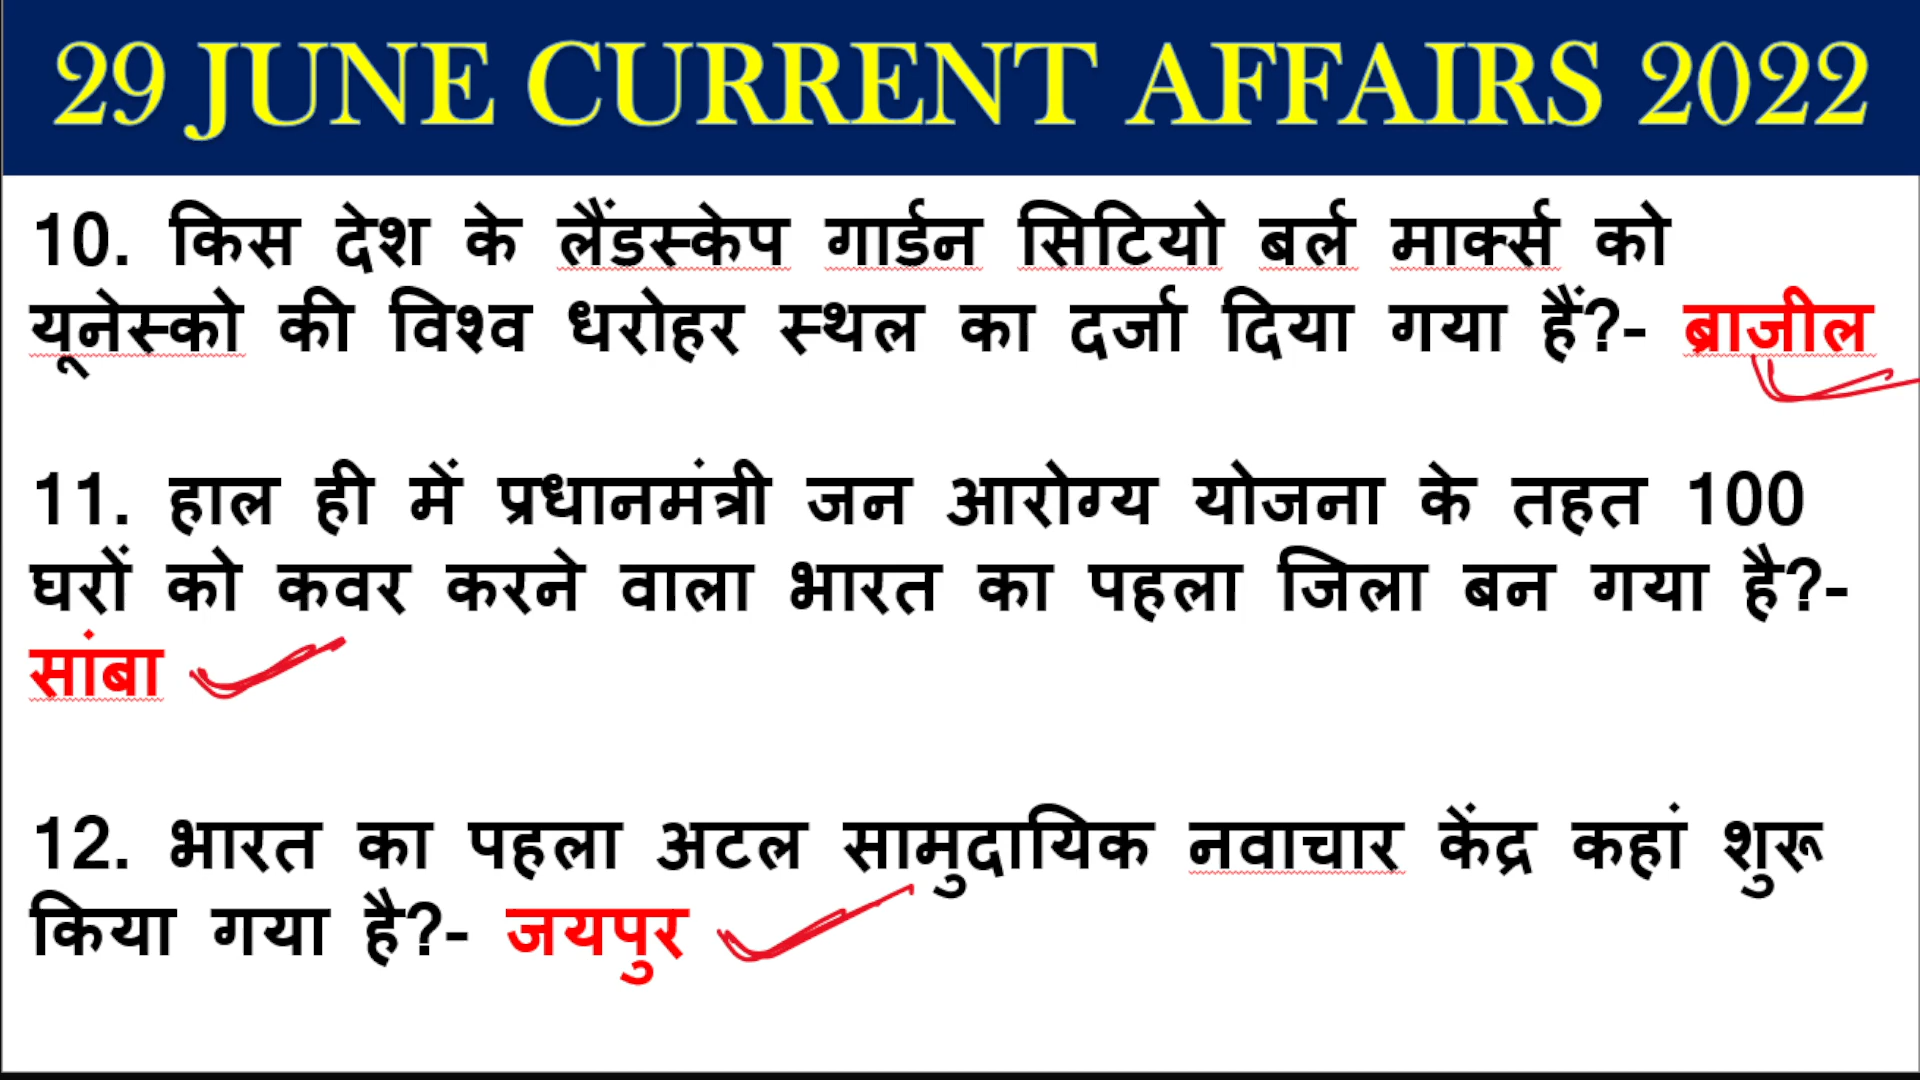 29 JUNE CURRENT AFFAIRS 2022
10. किस देश के लैंडस्केप गार्डन सिटियो बर्ल मार्क्स को
यूनेस्को की विश्व धरोहर स्थल का दर्जा दिया गया हैं?- ब्राजील
11. हाल ही में प्रधानमंत्री जन आरोग्य योजना के तहत 100
घरों को कवर करने वाला भारत का पहला जिला बन गया है?-
सांबा
12. भारत का पहला अटल सामुदायिक नवाचार केंद्र कहां शुरू
किया गया है?- जयपुर